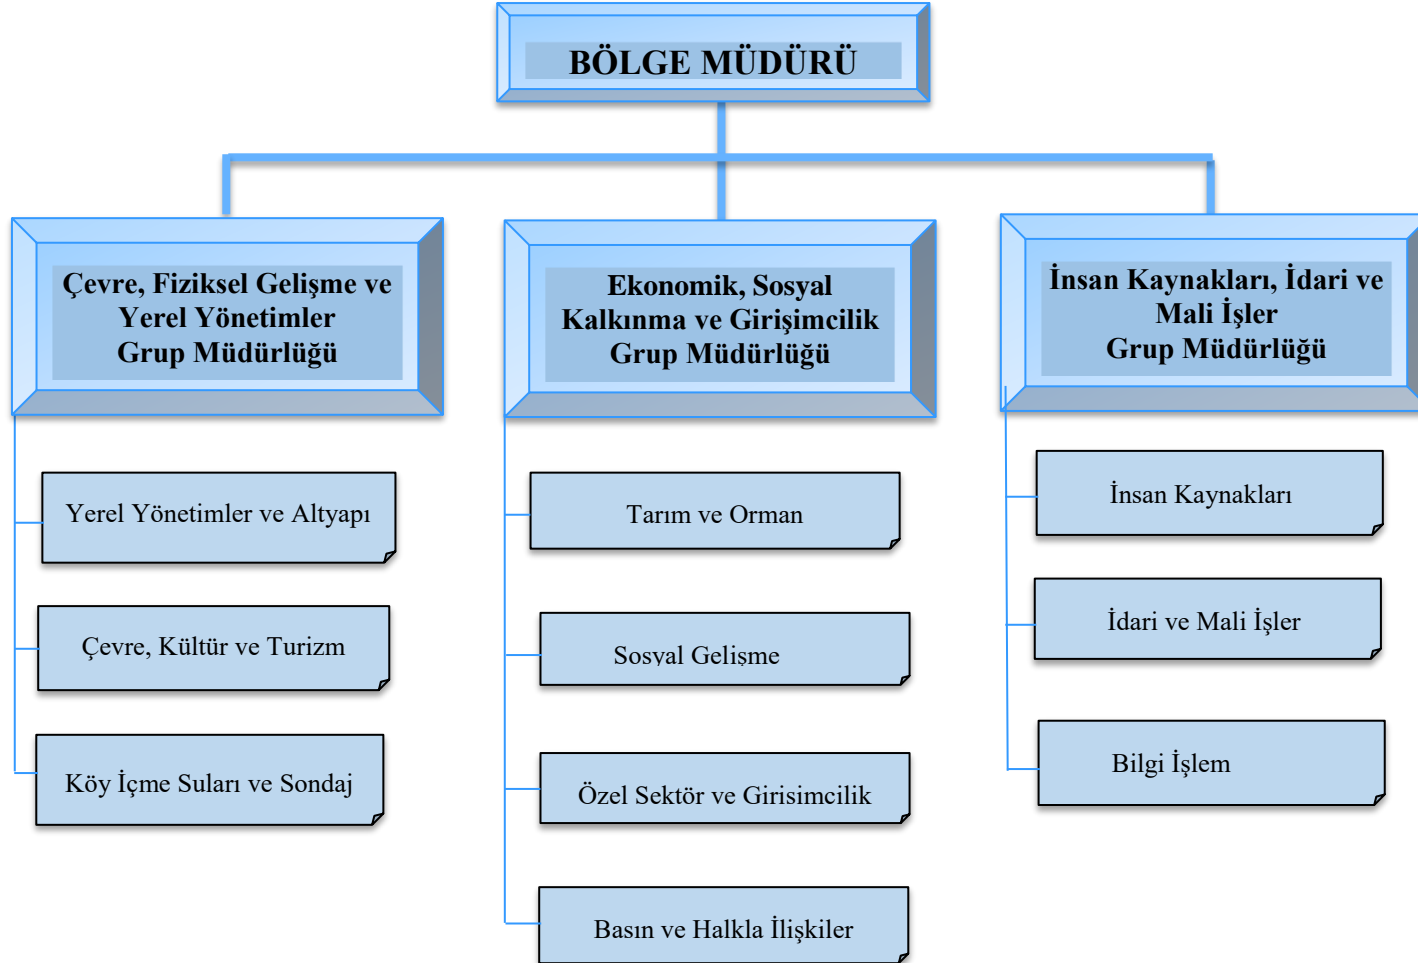 BÖLGE MÜDÜRÜ
Çevre, Fiziksel Gelişme ve
Yerel Yönetimler
Grup Müdürlüğü
Ekonomik, Sosyal
Kalkınma ve Girişimcilik
Grup Müdürlüğü
İnsan Kaynakları, İdari ve
Mali İşler
Grup Müdürlüğü
Yerel Yönetimler ve Altyapı
Çevre, Kültür ve Turizm
Köy İçme Suları ve Sondaj
Tarım ve Orman
Sosyal Gelişme
Özel Sektör ve Girişimcilik
Basın ve Halkla İlişkiler
İnsan Kaynakları
İdari ve Mali İşler
Bilgi İşlem